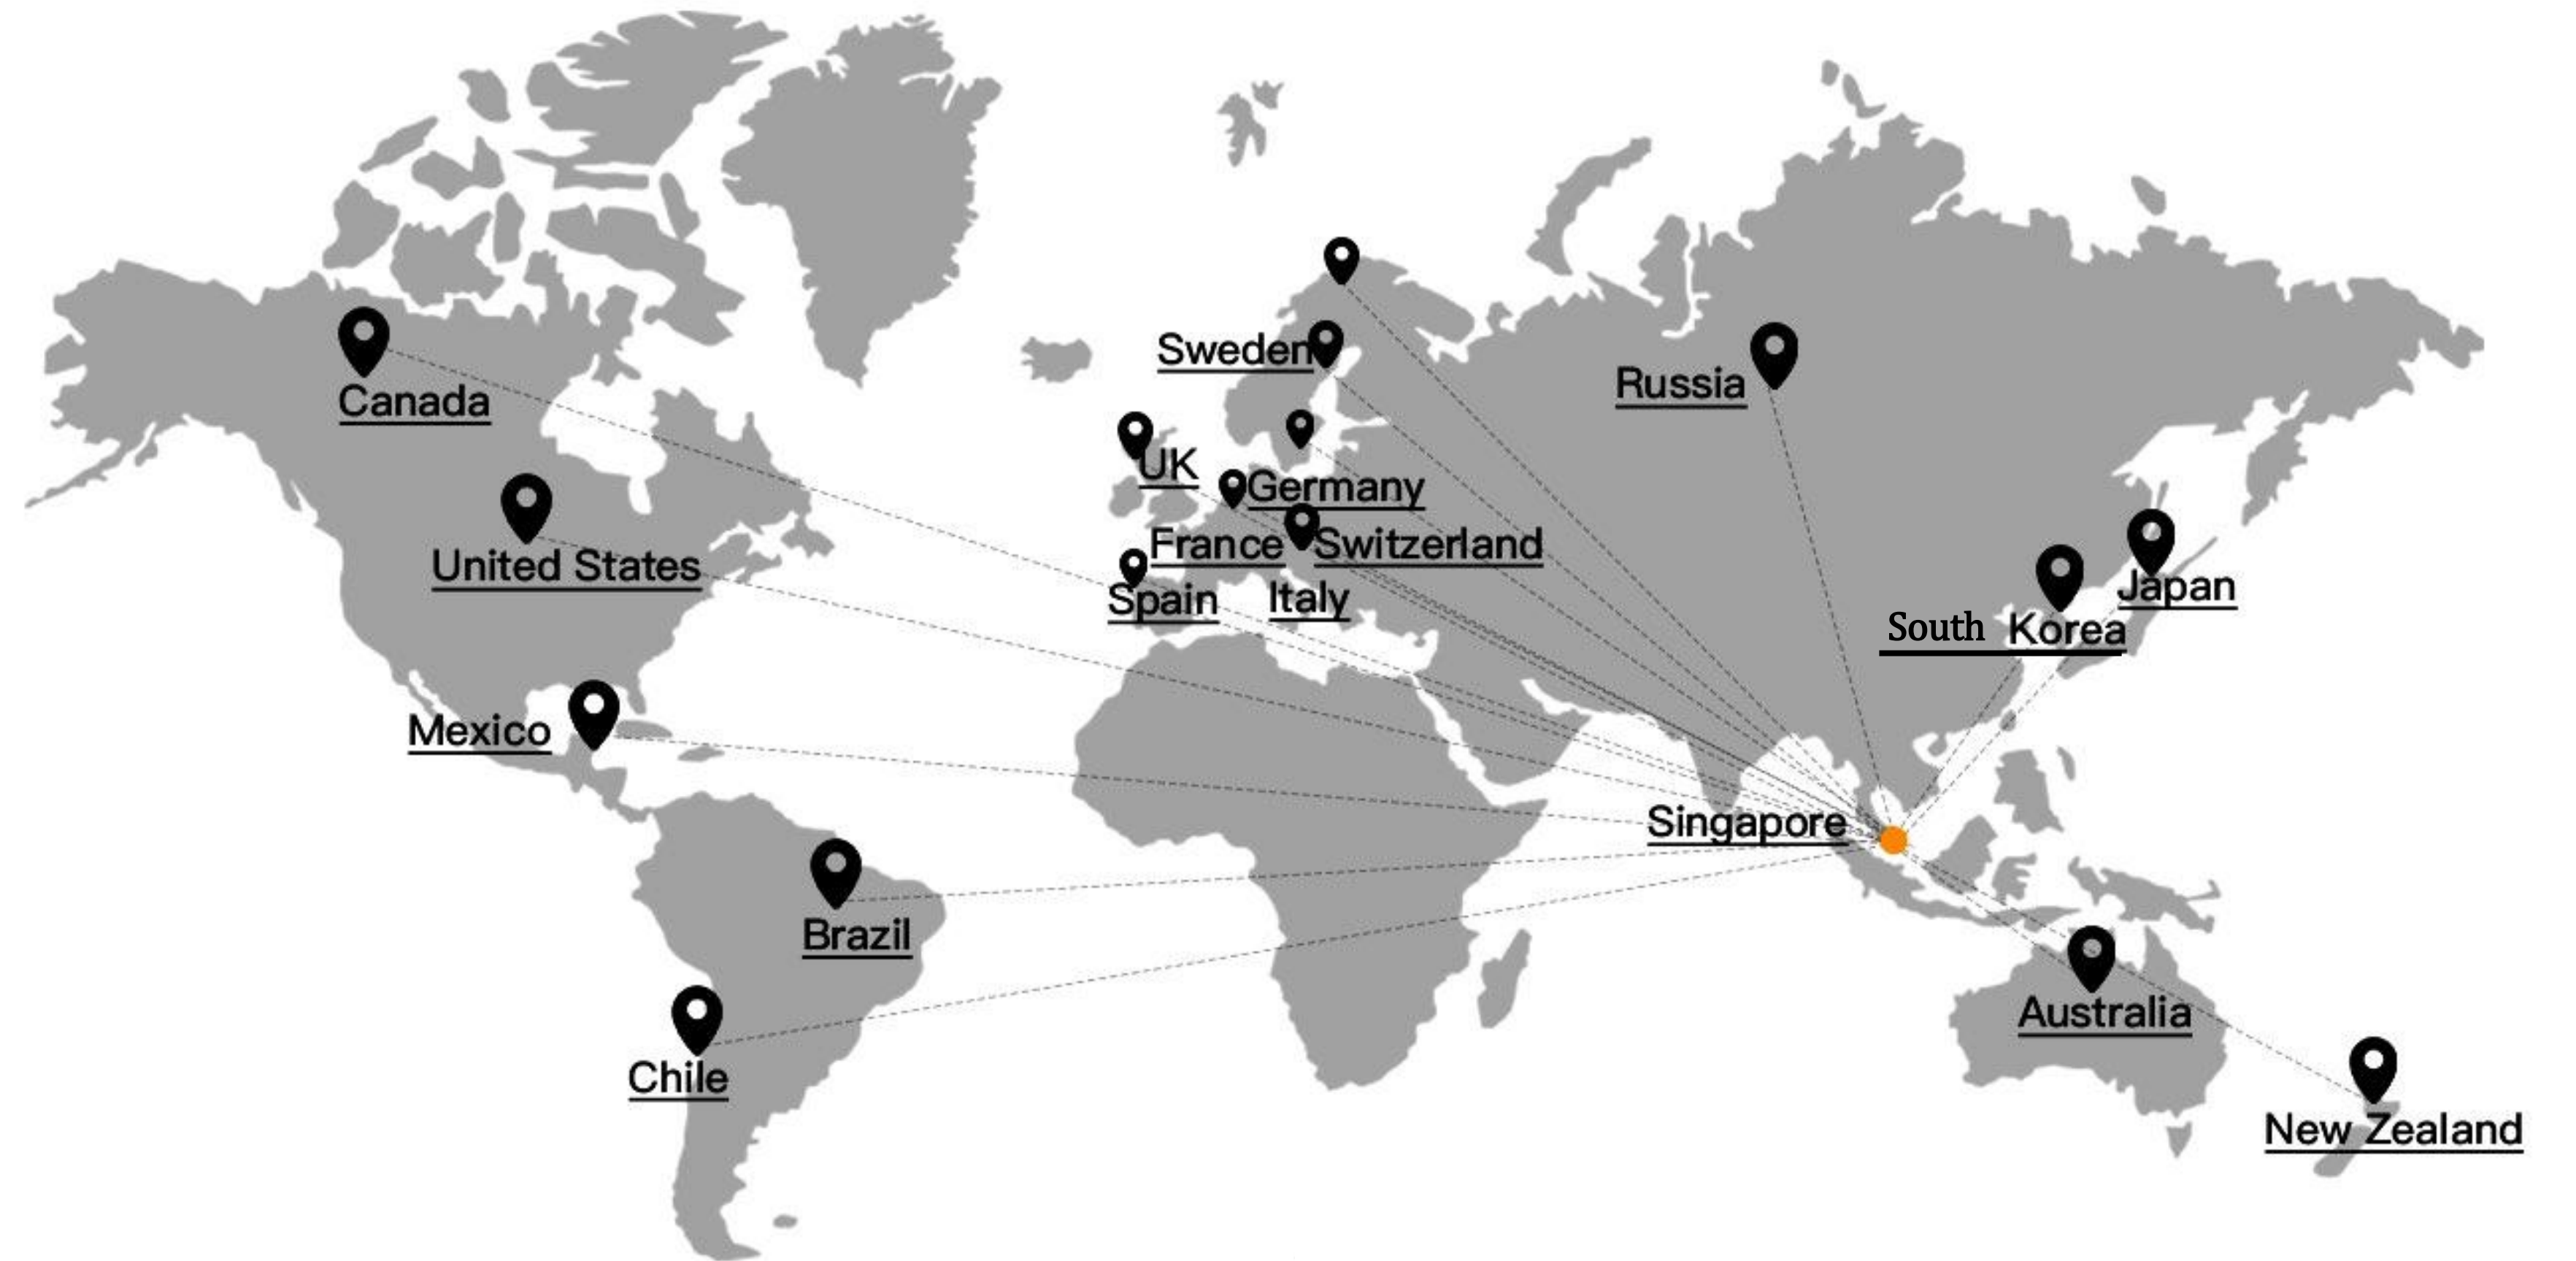 Sweden
Russia
Canada
UK
Germany
France
Switzerland
United States
Spain
Italy
Japan
South Korea
Mexico
Singapore
Brazil
Australia
Chile
New Zealand